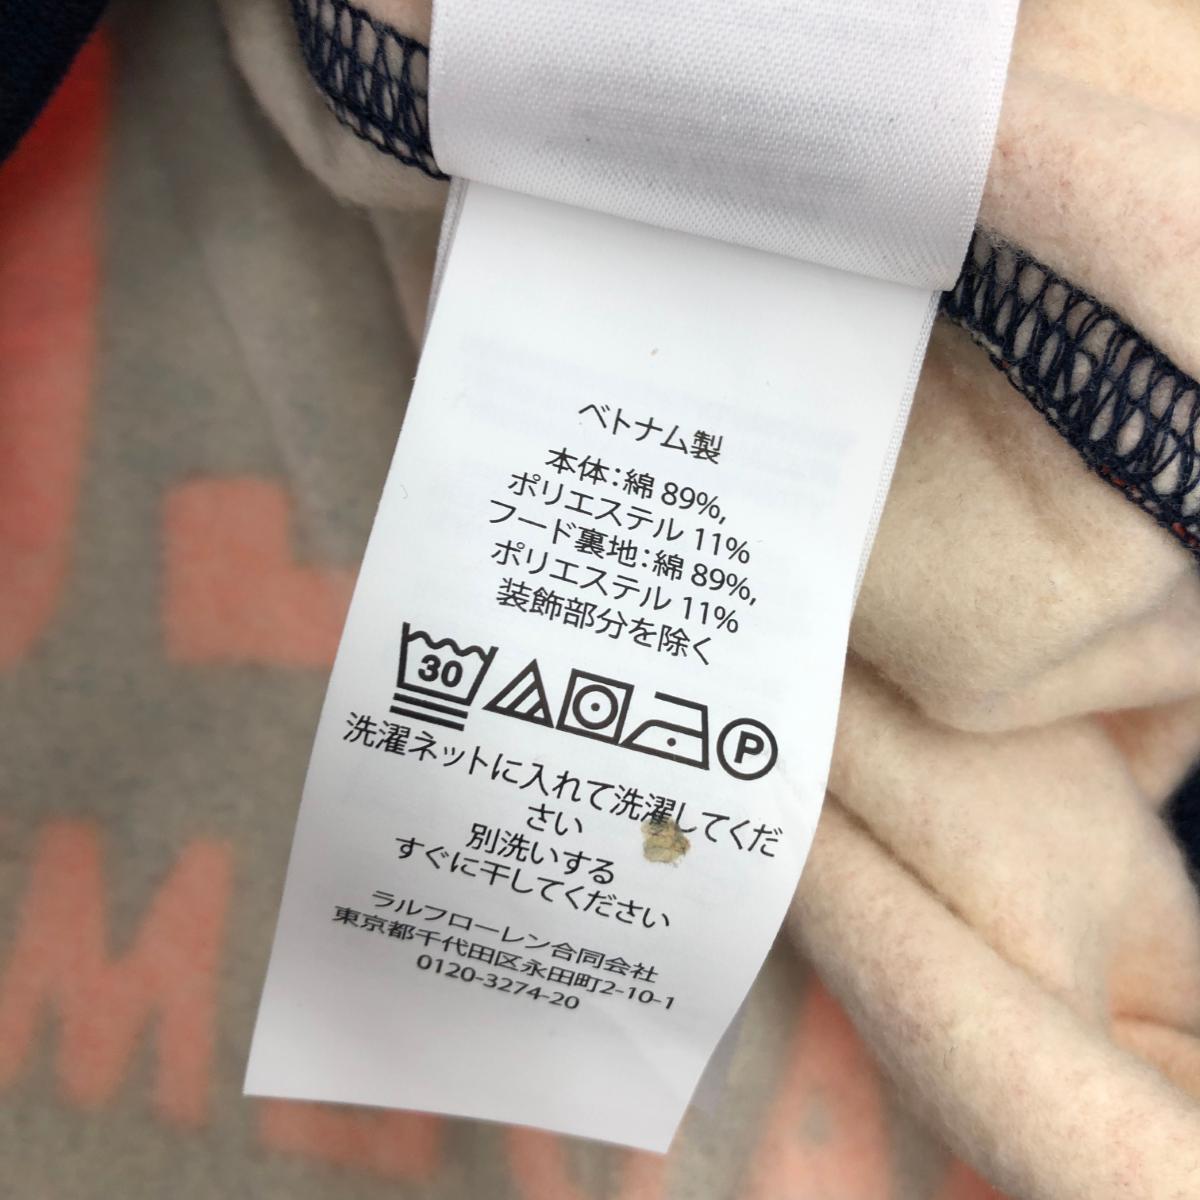 ベトナム製
本体:綿 89%,
ポリエステル 11%
フード裏地:綿 89%,
ポリエステル 11%
装飾部分を除く
30 P
洗濯ネットに入れて洗濯してくだ
さい
別洗いする
すぐに干してください
ラルフローレン合同会社
東京都千代田区永田町2-10-1
0120-3274-20